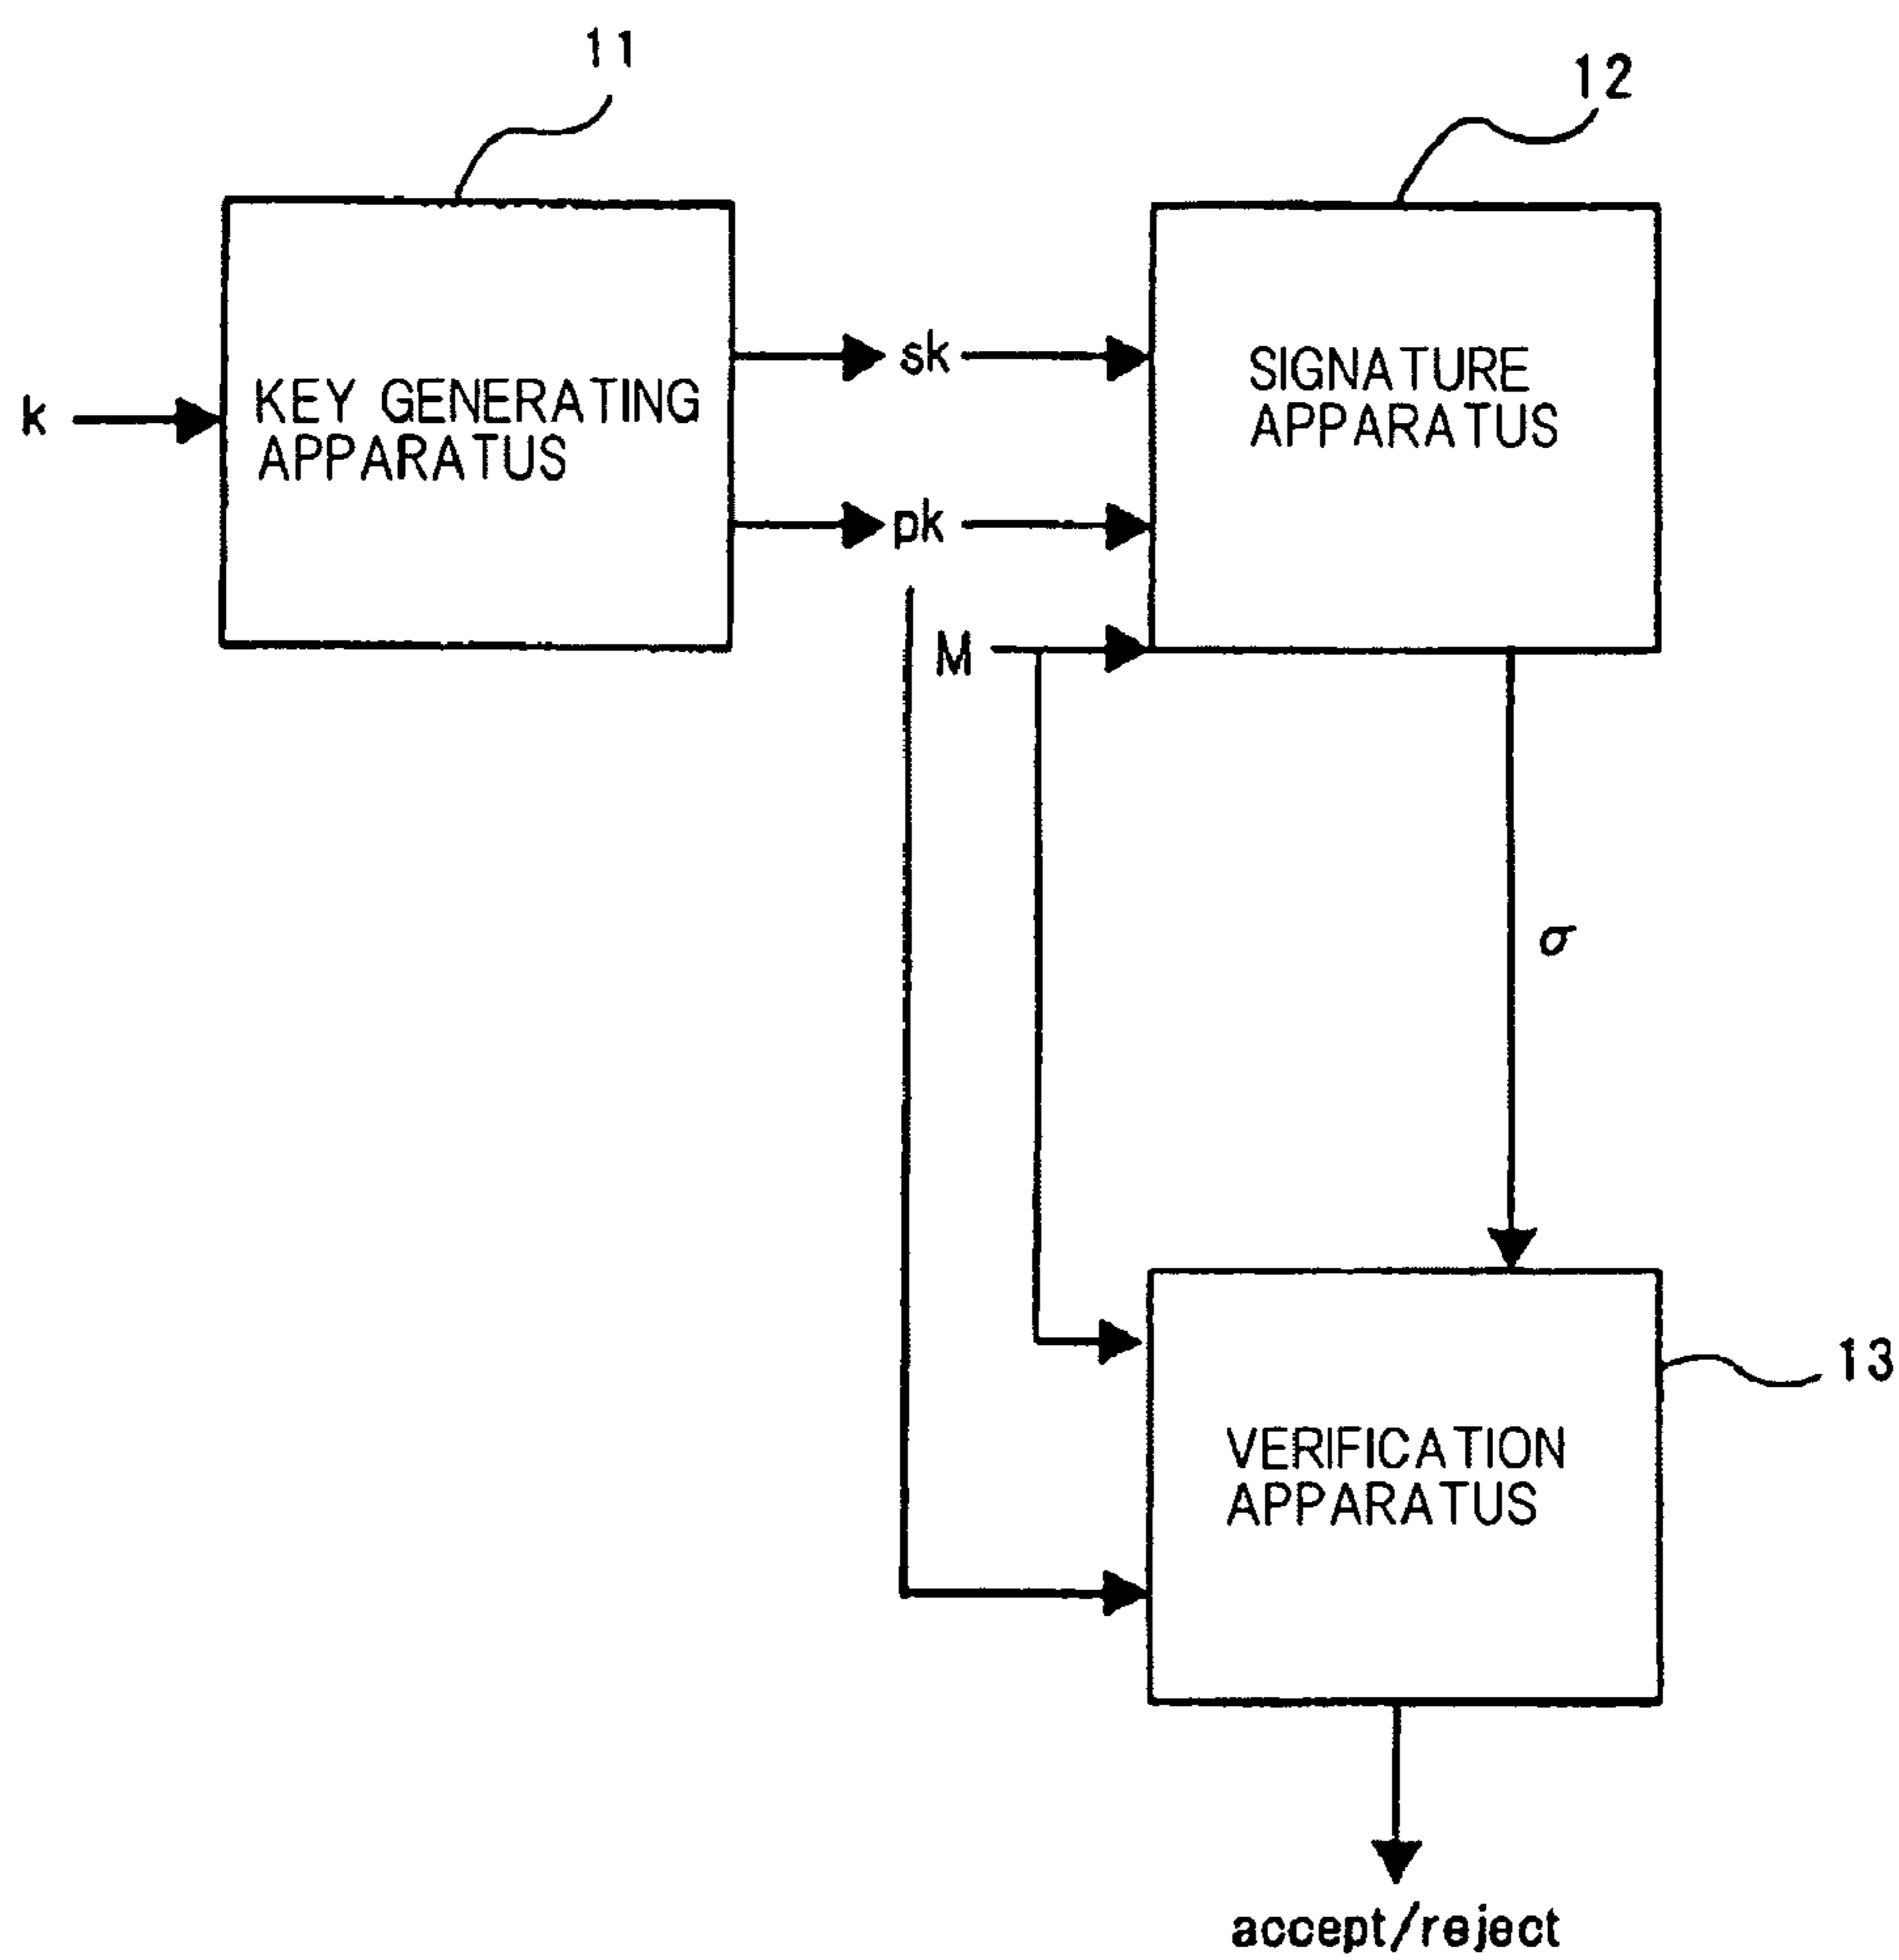 11
12
k
KEY GENERATING
APPARATUS
sk
pk
M
SIGNATURE
APPARATUS
σ
13
VERIFICATION
APPARATUS
accept/reject